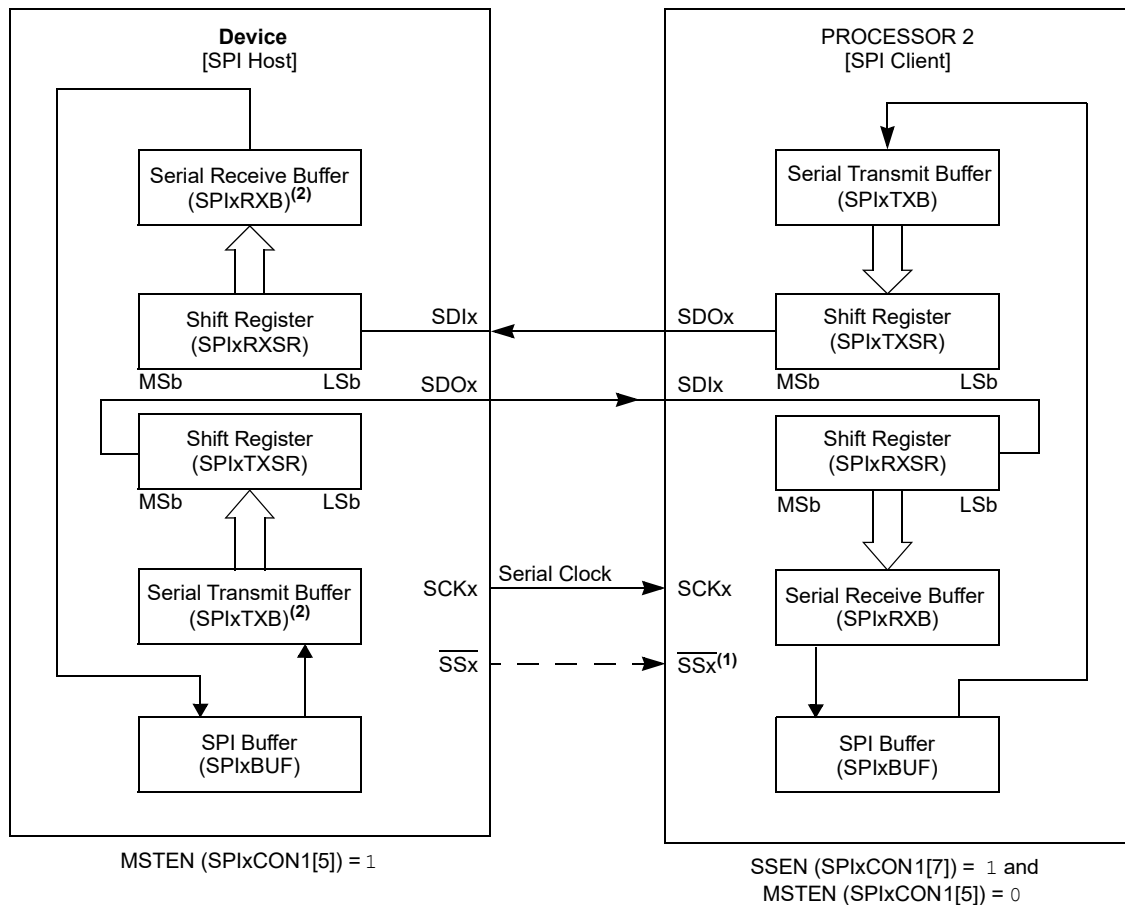 Device
[SPI Host]
Serial Receive Buffer
(SPIxRXB)(2)
Shift Register
(SPIxRXSR)
MSb
LSb
SDIx
SDOx
Shift Register
(SPIxTXSR)
MSb
LSb
Serial Transmit Buffer
(SPIxTXB)(2)
SCKx
SSx
SPI Buffer
(SPIxBUF)
MSTEN (SPIxCON1[5]) = 1
Serial Clock
PROCESSOR 2
[SPI Client]
Serial Transmit Buffer
(SPIxTXB)
SDOx
Shift Register
(SPIxTXSR)
MSb
LSb
SDIx
Shift Register
(SPIxRXSR)
MSb
LSb
SCKx
Serial Receive Buffer
(SPIxRXB)
SSx(1)
SPI Buffer
(SPIxBUF)
SSEN (SPIxCON1[7]) = 1 and
MSTEN (SPIxCON1[5]) = 0